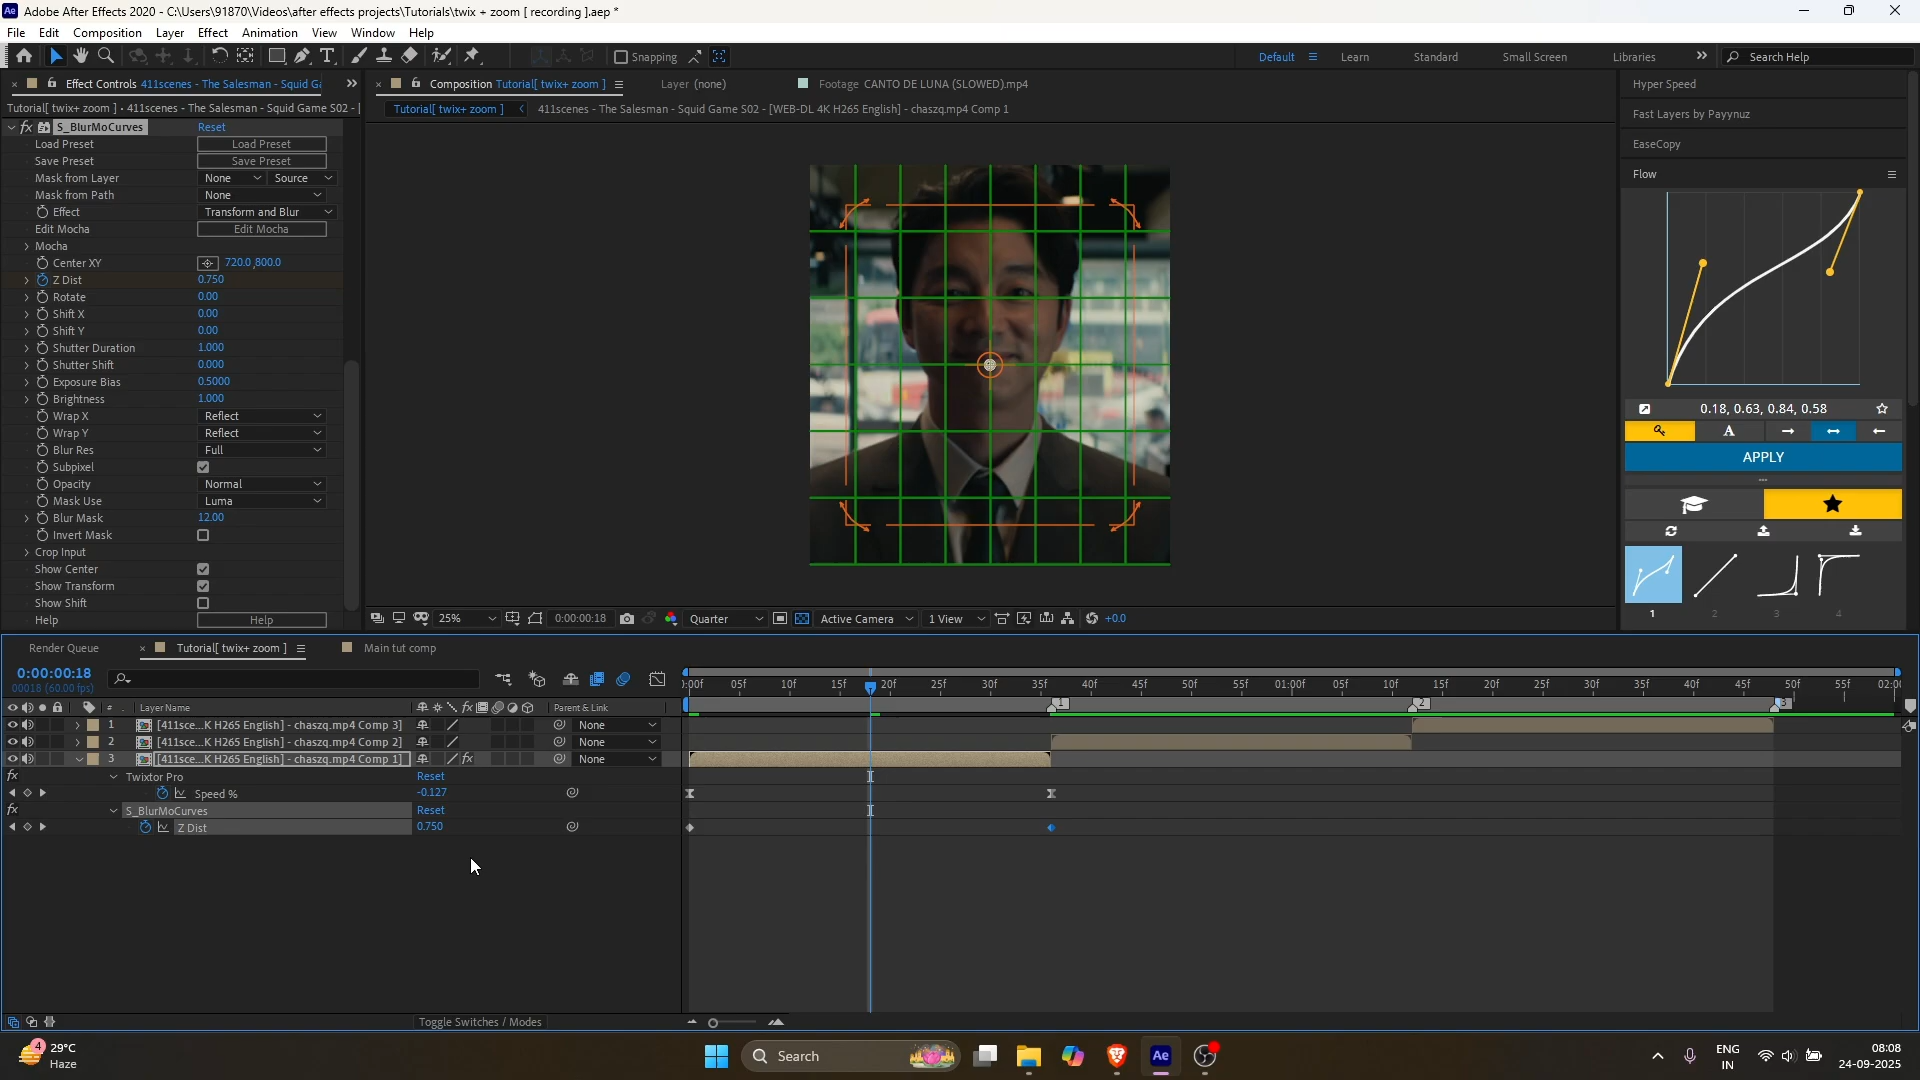 Adobe After Effects 2020 - C:\Users\91870\Videos\after effects projects\Tutorials\twix + zoom [ recording ].aep *
File Edit Composition Layer Effect Animation View Window Help
Snapping Default Learn Standard Small Screen Libraries Search Help
Effect Controls 411scenes - The Salesman - Squid Ga
Composition Tutorial[ twix+ zoom ] Layer (none) Footage CANTO DE LUNA (SLOWED).mp4
Tutorial[ twix+ zoom ] • 411scenes - The Salesman - Squid Game S02 -
Tutorial[ twix+ zoom ] 411scenes - The Salesman - Squid Game S02 - [WEB-DL 4K H265 English] - chaszq.mp4 Comp 1
fx S_BlurMoCurves Reset
Load Preset Load Preset
Save Preset Save Preset
Mask from Layer None Source
Mask from Path None
Effect Transform and Blur
Edit Mocha Edit Mocha
Mocha
Center XY 720.0,800.0
Z Dist 0.750
Rotate 0.00
Shift X 0.00
Shift Y 0.00
Shutter Duration 1.000
Shutter Shift 0.000
Exposure Bias 0.5000
Brightness 1.000
Wrap X Reflect
Wrap Y Reflect
Blur Res Full
Subpixel
Opacity Normal
Mask Use Luma
Blur Mask 12.00
Invert Mask
Crop Input
Show Center
Show Transform
Show Shift
Help Help
25% 0:00:00:18 Quarter Active Camera 1 View +0.0
Hyper Speed
Fast Layers by Payynuz
EaseCopy
Flow
0.18, 0.63, 0.84, 0.58
A
APPLY
1 2 3 4
Render Queue Tutorial[ twix+ zoom ] Main tut comp
0:00:00:18
00018 (60.00 fps)
):00f 05f 10f 15f 20f 25f 30f 35f 40f 45f 50f 55f 01:00f 05f 10f 15f 20f 25f 30f 35f 40f 45f 50f 55f 02:0
# Layer Name fx Parent & Link 1 2 3
1 [411sce...K H265 English] - chaszq.mp4 Comp 3] None
2 [411sce...K H265 English] - chaszq.mp4 Comp 2] None
3 [411sce...K H265 English] - chaszq.mp4 Comp 1] fx None
fx Twixtor Pro Reset
Speed % -0.127
fx S_BlurMoCurves Reset
Z Dist 0.750
Toggle Switches / Modes
4 29°C
Haze
Search
Ae
ENG
IN
08:08
24-09-2025